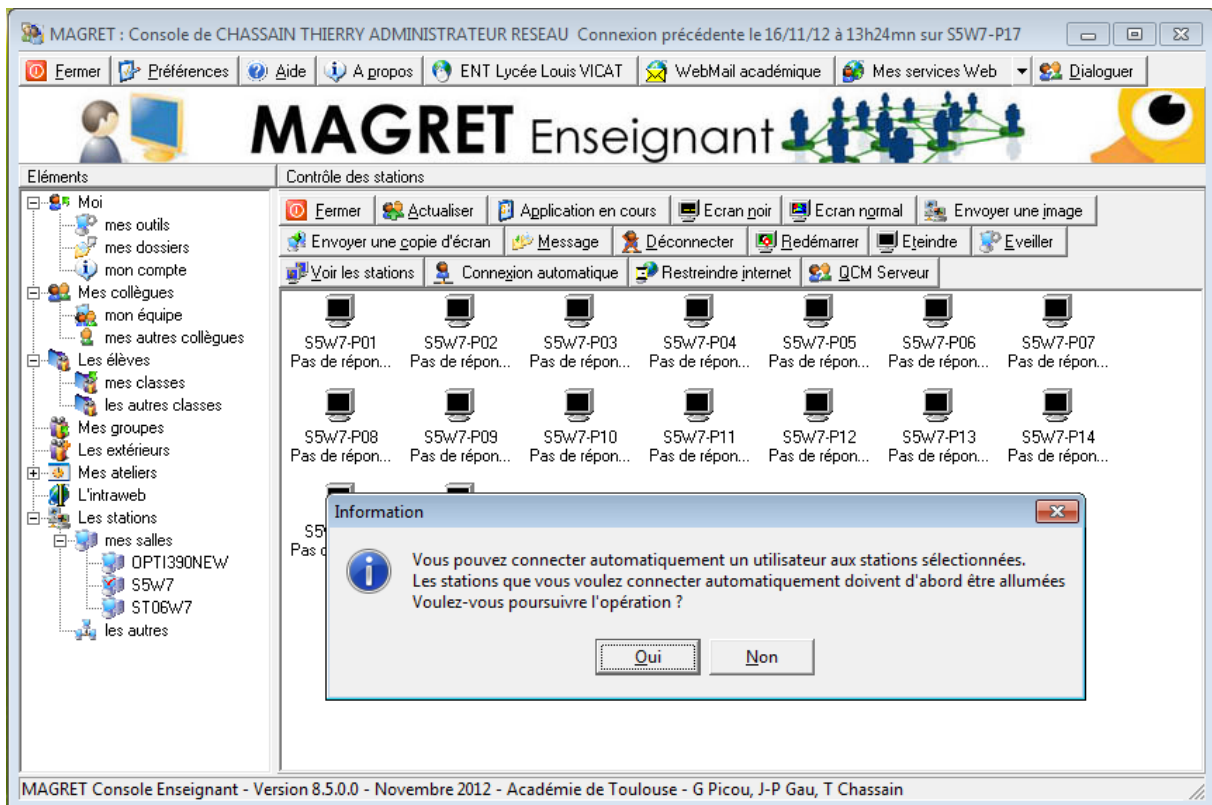 MAGRET : Console de CHASSAIN THIERRY ADMINISTRATEUR RESEAU Connexion précédente le 16/11/12 à 13h24mn sur S5W7-P17
Fermer Préférences Aide A propos ENT Lycée Louis VICAT WebMail académique Mes services Web Dialoguer
MAGRET Enseignant
Eléments
Contrôle des stations
Moi
mes outils
mes dossiers
mon compte
Mes collègues
mon équipe
mes autres collègues
Les élèves
mes classes
les autres classes
Mes groupes
Les extérieurs
Mes ateliers
L'intraweb
Les stations
mes salles
OPTI390NEW
S5W7
ST06W7
les autres
Fermer Actualiser Application en cours Ecran noir Ecran normal Envoyer une image
Envoyer une copie d'écran Message Déconnecter Redémarrer Eteindre Eveiller
Voir les stations Connexion automatique Restreindre internet QCM Serveur
S5W7-P01 S5W7-P02 S5W7-P03 S5W7-P04 S5W7-P05 S5W7-P06 S5W7-P07
Pas de répon... Pas de répon... Pas de répon... Pas de répon... Pas de répon... Pas de répon... Pas de répon...
S5W7-P08 S5W7-P09 S5W7-P10 S5W7-P11 S5W7-P12 S5W7-P13 S5W7-P14
Pas de répon... Pas de répon... Pas de répon... Pas de répon... Pas de répon... Pas de répon... Pas de répon...
Information
Vous pouvez connecter automatiquement un utilisateur aux stations sélectionnées.
Les stations que vous voulez connecter automatiquement doivent d'abord être allumées
Voulez-vous poursuivre l'opération ?
Oui Non
MAGRET Console Enseignant - Version 8.5.0.0 - Novembre 2012 - Académie de Toulouse - G Picou, J-P Gau, T Chassain